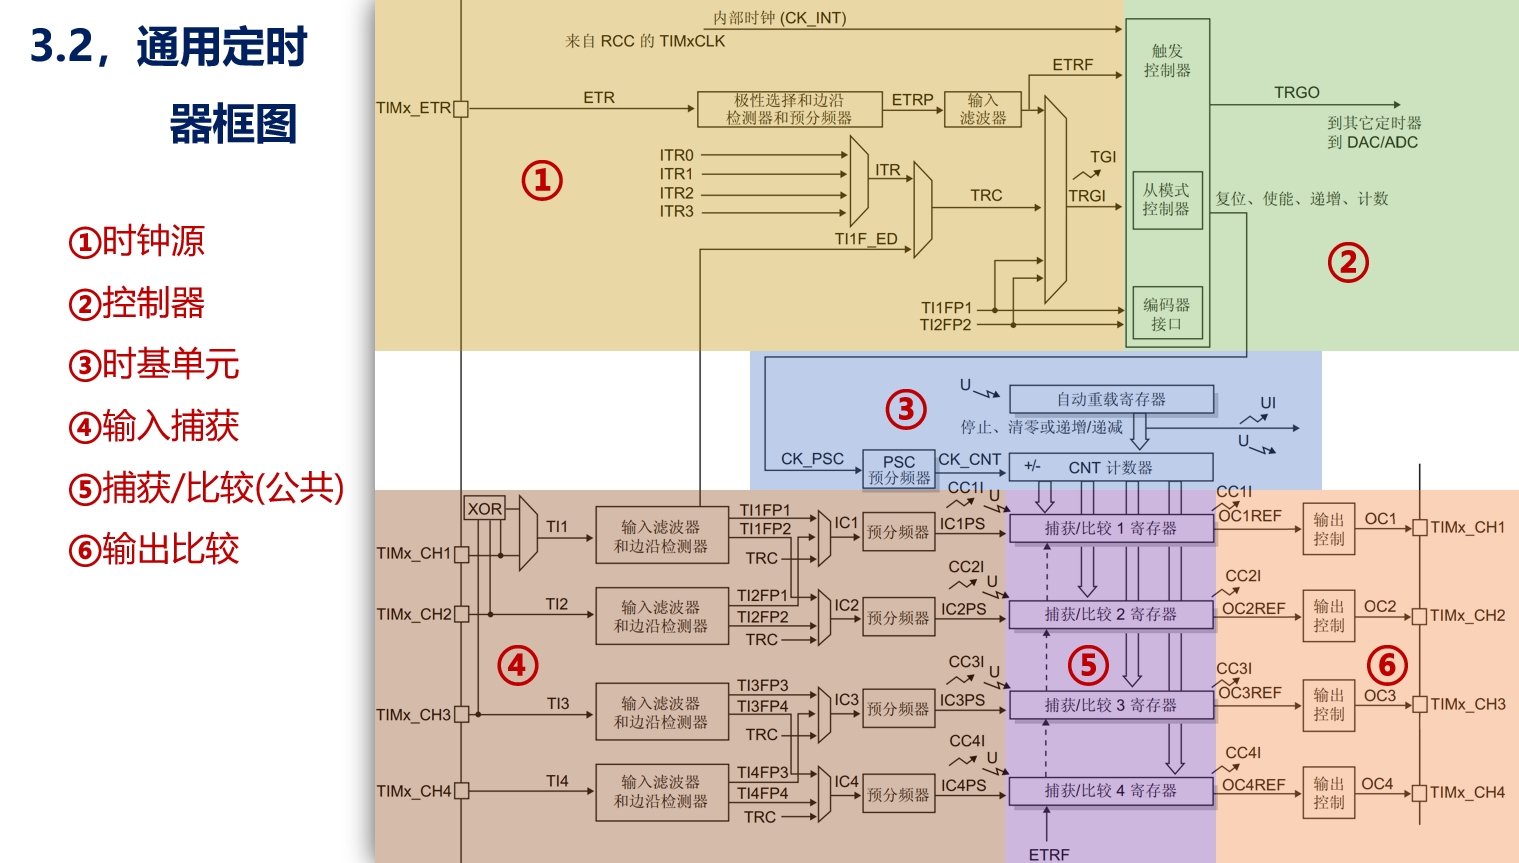 3.2，通用定时
器框图
①时钟源
②控制器
③时基单元
④输入捕获
⑤捕获/比较(公共)
⑥输出比较
内部时钟 (CK_INT)
来自 RCC 的 TIMxCLK
触发
控制器
ETRF
TIMx_ETR
ETR
极性选择和边沿
检测器和预分频器
ETRP
输入
滤波器
TRGO
到其它定时器
到 DAC/ADC
ITR0
ITR1
ITR2
ITR3
ITR
①
TRC
TGI
TRGI
从模式
控制器
复位、使能、递增、计数
TI1F_ED
②
TI1FP1
TI2FP2
编码器
接口
③
U
自动重载寄存器
UI
停止、清零或递增/递减
U
CK_PSC
PSC
预分频器
CK_CNT
+/-
CNT 计数器
XOR
TI1
TIMx_CH1
输入滤波器
和边沿检测器
TI1FP1
TI1FP2
TRC
IC1
预分频器
CC1I
U
IC1PS
捕获/比较 1 寄存器
CC1I
OC1REF
输出
控制
OC1
TIMx_CH1
TIMx_CH2
TI2
输入滤波器
和边沿检测器
TI2FP1
TI2FP2
TRC
IC2
预分频器
CC2I
U
IC2PS
捕获/比较 2 寄存器
CC2I
OC2REF
输出
控制
OC2
TIMx_CH2
④
⑤
⑥
TIMx_CH3
TI3
输入滤波器
和边沿检测器
TI3FP3
TI3FP4
TRC
IC3
预分频器
CC3I
U
IC3PS
捕获/比较 3 寄存器
CC3I
OC3REF
输出
控制
OC3
TIMx_CH3
TIMx_CH4
TI4
输入滤波器
和边沿检测器
TI4FP3
TI4FP4
TRC
IC4
预分频器
CC4I
U
IC4PS
捕获/比较 4 寄存器
CC4I
OC4REF
输出
控制
OC4
TIMx_CH4
ETRF